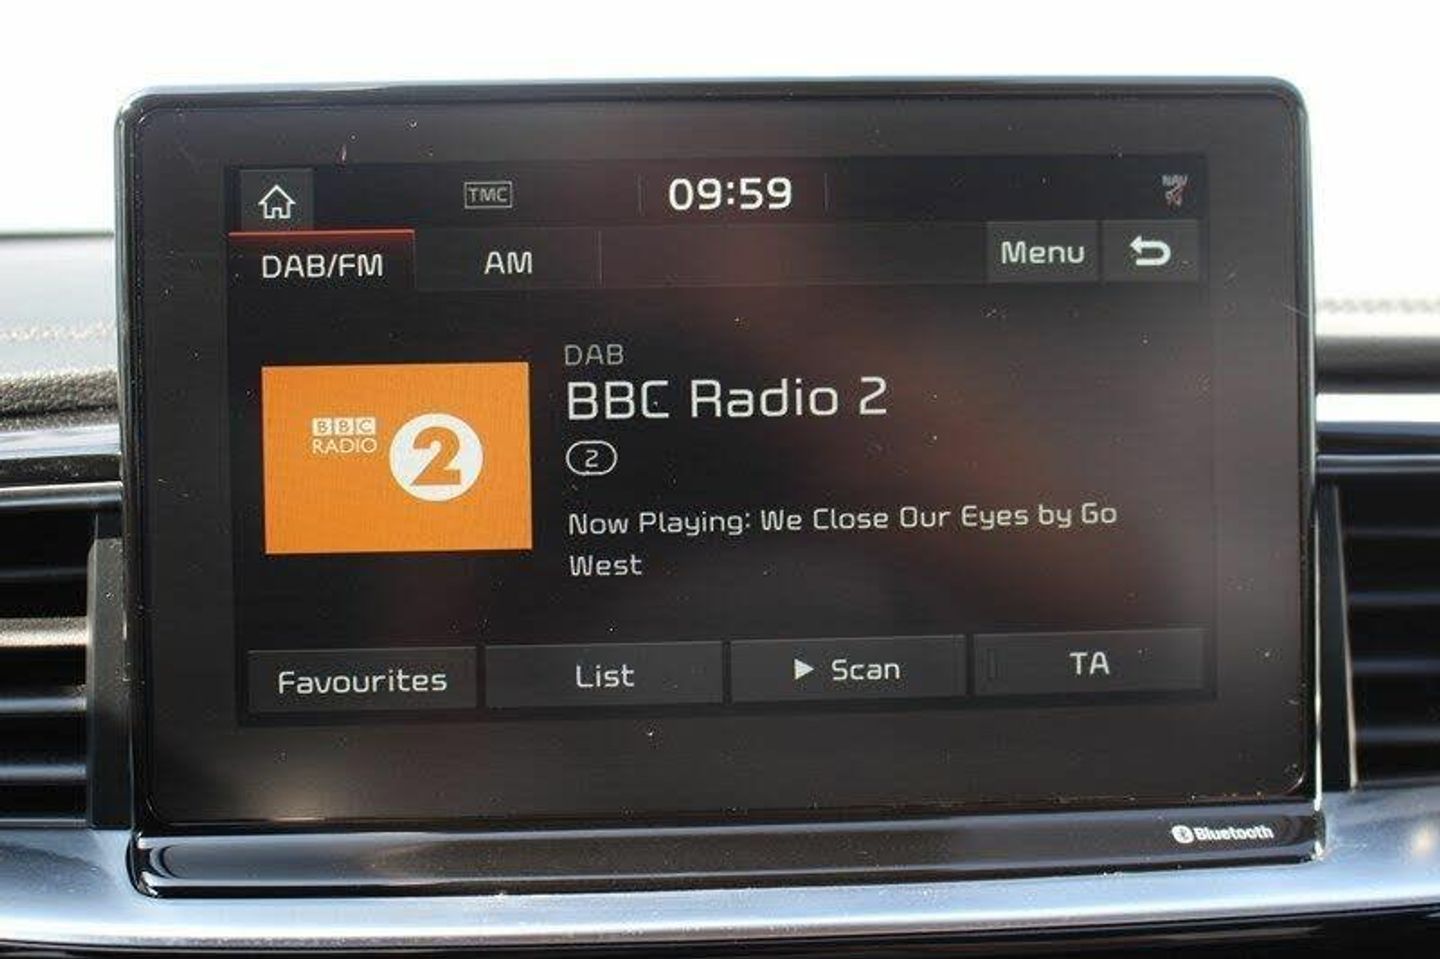 TMC
09:59
NAV
DAB/FM
AM
Menu
DAB
BBC Radio 2
BBC
RADIO
2
2
Now Playing: We Close Our Eyes by Go
West
Favourites
List
Scan
TA
Bluetooth